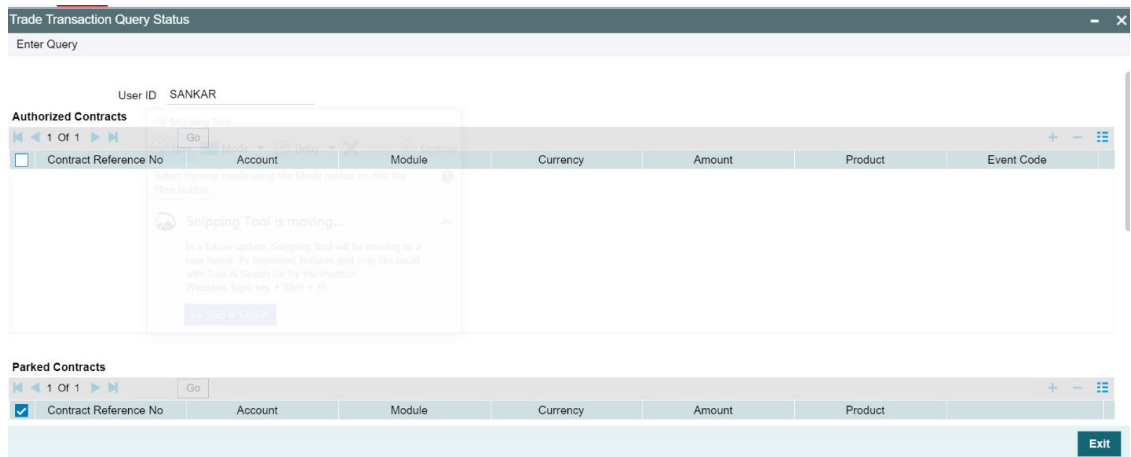 Trade Transaction Query Status
Enter Query
User ID SANKAR
Authorized Contracts
1 Of 1 Go
Contract Reference No Account Module Currency Amount Product Event Code
Snipping Tool
Mode Delay Options
Select the snip mode using the Mode button or click the
New button.
Snipping Tool is moving...
In a future update, Snipping Tool will be moving to a
new home. Try improved features and snip like usual
with Snip & Sketch (or try the shortcut
Windows logo key + Shift + S).
Try Snip & Sketch
Parked Contracts
1 Of 1 Go
Contract Reference No Account Module Currency Amount Product
Exit